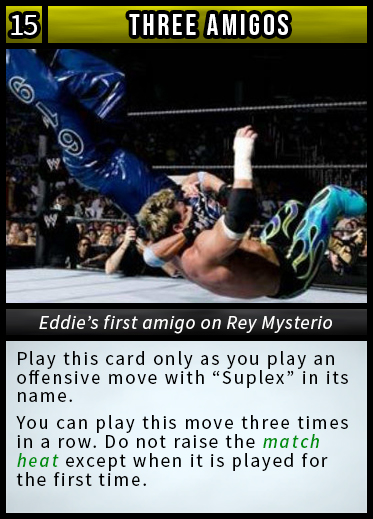 15 THREE AMIGOS
619
W
W
Eddie's first amigo on Rey Mysterio
Play this card only as you play an
offensive move with “Suplex” in its
name.
You can play this move three times
in a row. Do not raise the match
heat except when it is played for
the first time.